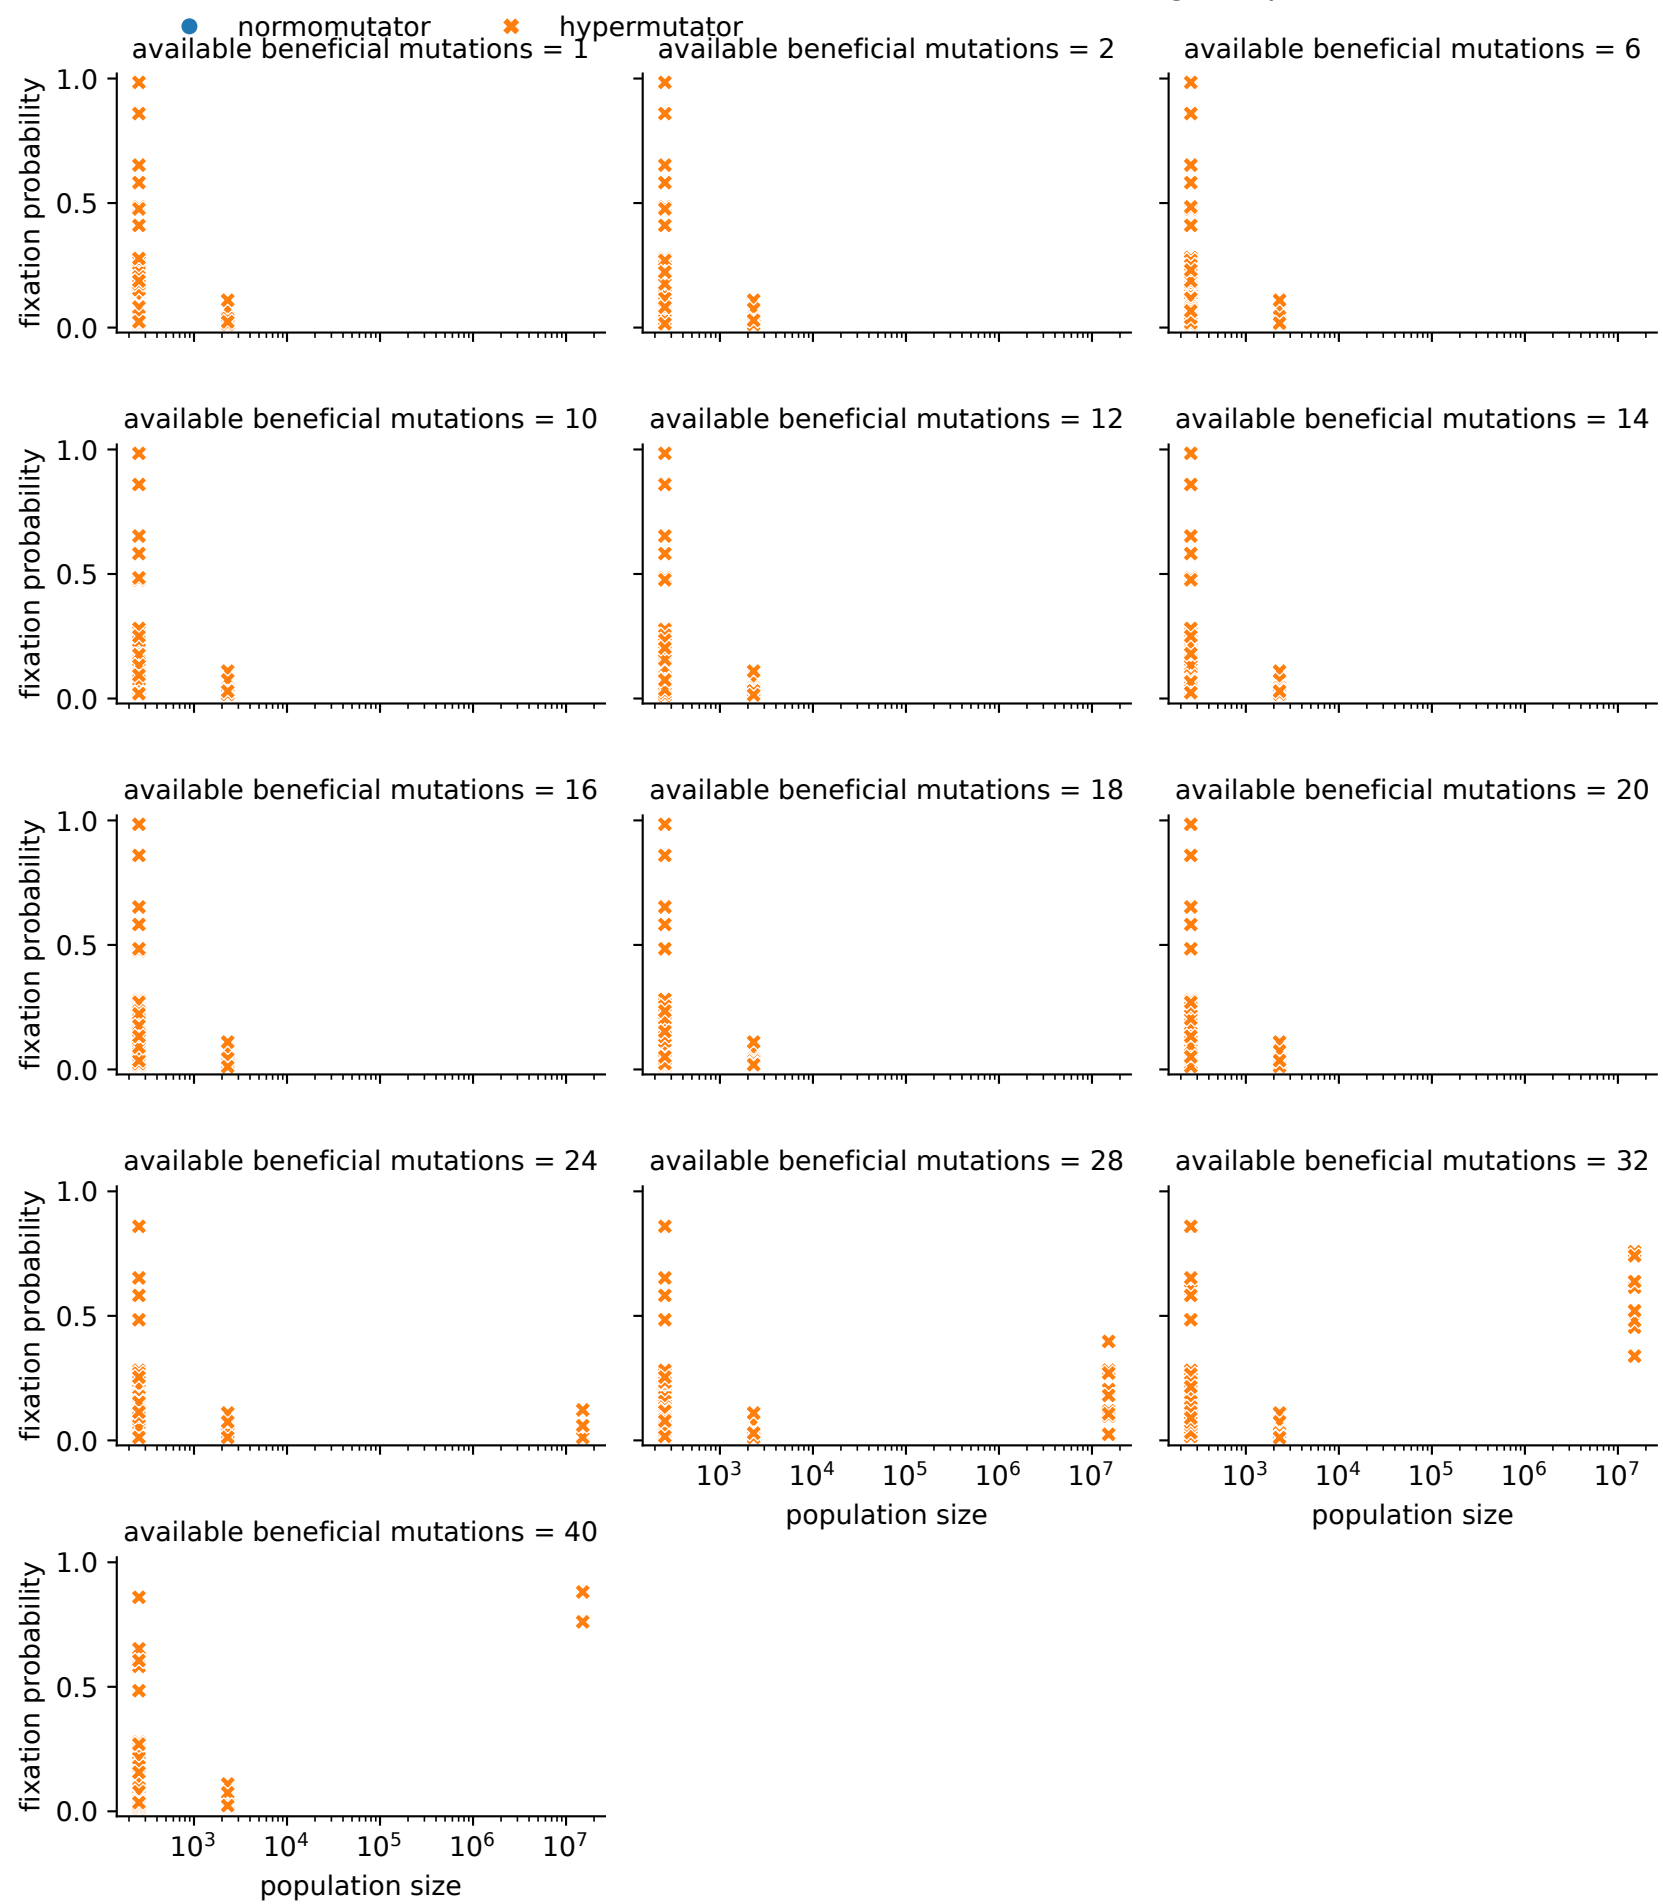 normomutator hypermutator
available beneficial mutations = 1 available beneficial mutations = 2 available beneficial mutations = 6
fixation probability
1.0
0.5
0.0
available beneficial mutations = 10 available beneficial mutations = 12 available beneficial mutations = 14
fixation probability
1.0
0.5
0.0
available beneficial mutations = 16 available beneficial mutations = 18 available beneficial mutations = 20
fixation probability
1.0
0.5
0.0
available beneficial mutations = 24 available beneficial mutations = 28 available beneficial mutations = 32
fixation probability
1.0
0.5
0.0
10³ 10⁴ 10⁵ 10⁶ 10⁷ 10³ 10⁴ 10⁵ 10⁶ 10⁷
population size population size
available beneficial mutations = 40
fixation probability
1.0
0.5
0.0
10³ 10⁴ 10⁵ 10⁶ 10⁷
population size